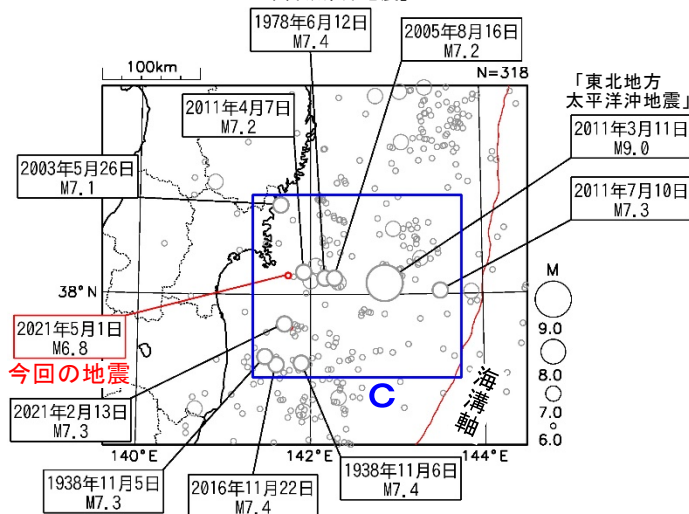 1978年6月12日
M7.4
2005年8月16日
M7.2
100km
N=318
「東北地方
太平洋沖地震」
2011年4月7日
M7.2
2011年3月11日
M9.0
2003年5月26日
M7.1
2011年7月10日
M7.3
38°N
M
9.0
8.0
7.0
6.0
2021年5月1日
M6.8
今回の地震
C
海溝軸
2021年2月13日
M7.3
140°E
142°E
144°E
1938年11月5日
M7.3
2016年11月22日
M7.4
1938年11月6日
M7.4